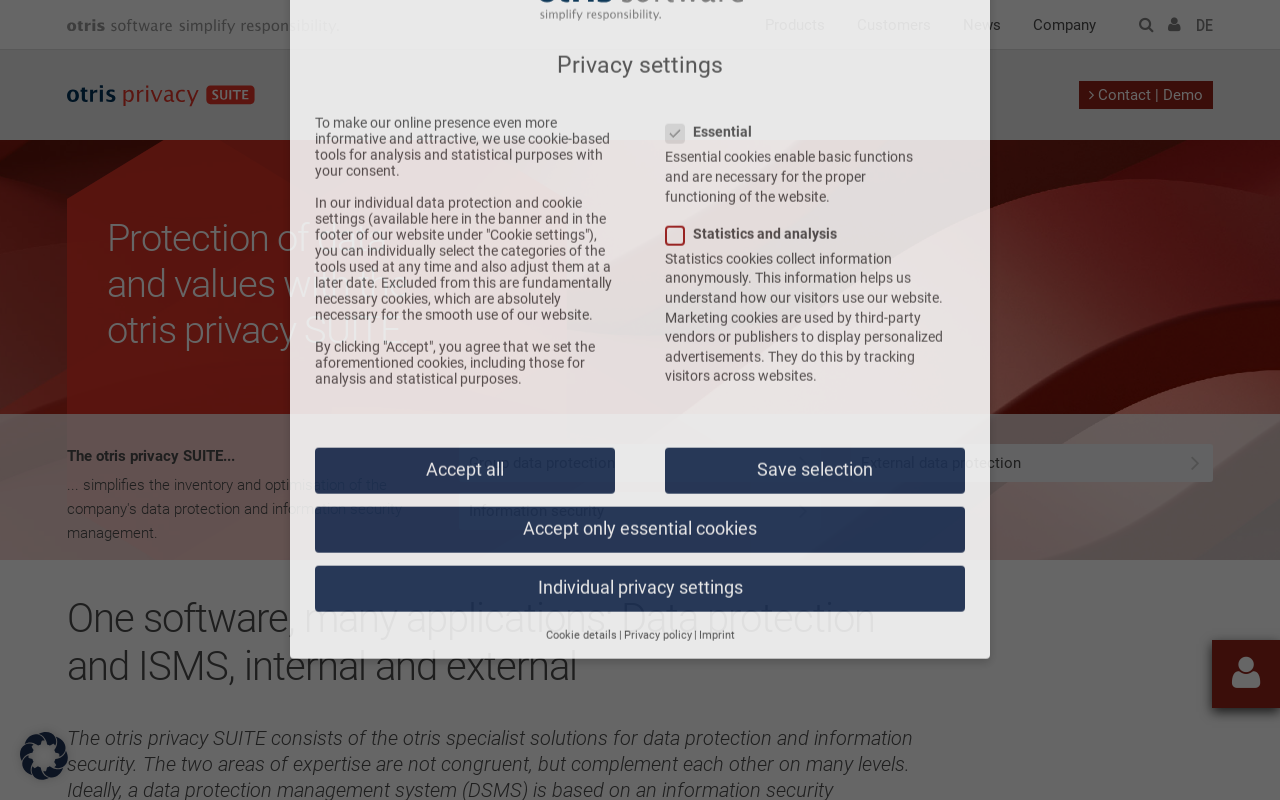 otris software simplify responsibility.
Products Customers News Company DE
simplify responsibility.
otris privacy SUITE
Contact | Demo
Privacy settings
To make our online presence even more
informative and attractive, we use cookie-based
tools for analysis and statistical purposes with
your consent.
In our individual data protection and cookie
settings (available here in the banner and in the
footer of our website under "Cookie settings"),
you can individually select the categories of the
tools used at any time and also adjust them at a
later date. Excluded from this are fundamentally
necessary cookies, which are absolutely
necessary for the smooth use of our website.
By clicking "Accept", you agree that we set the
aforementioned cookies, including those for
analysis and statistical purposes.
Essential
Essential cookies enable basic functions
and are necessary for the proper
functioning of the website.
Statistics and analysis
Statistics cookies collect information
anonymously. This information helps us
understand how our visitors use our website.
Marketing cookies are used by third-party
vendors or publishers to display personalized
advertisements. They do this by tracking
visitors across websites.
Accept all
Save selection
Accept only essential cookies
Individual privacy settings
Cookie details | Privacy policy | Imprint
Protection of
and values
otris privacy SUITE
The otris privacy SUITE...
... simplifies the inventory and optimisation of the
company's data protection and information security
management.
data protection
Information security
External data protection
One software, many applications: Data protection
and ISMS, internal and external
The otris privacy SUITE consists of the otris specialist solutions for data protection and information
security. The two areas of expertise are not congruent, but complement each other on many levels.
Ideally, a data protection management system (DSMS) is based on an information security